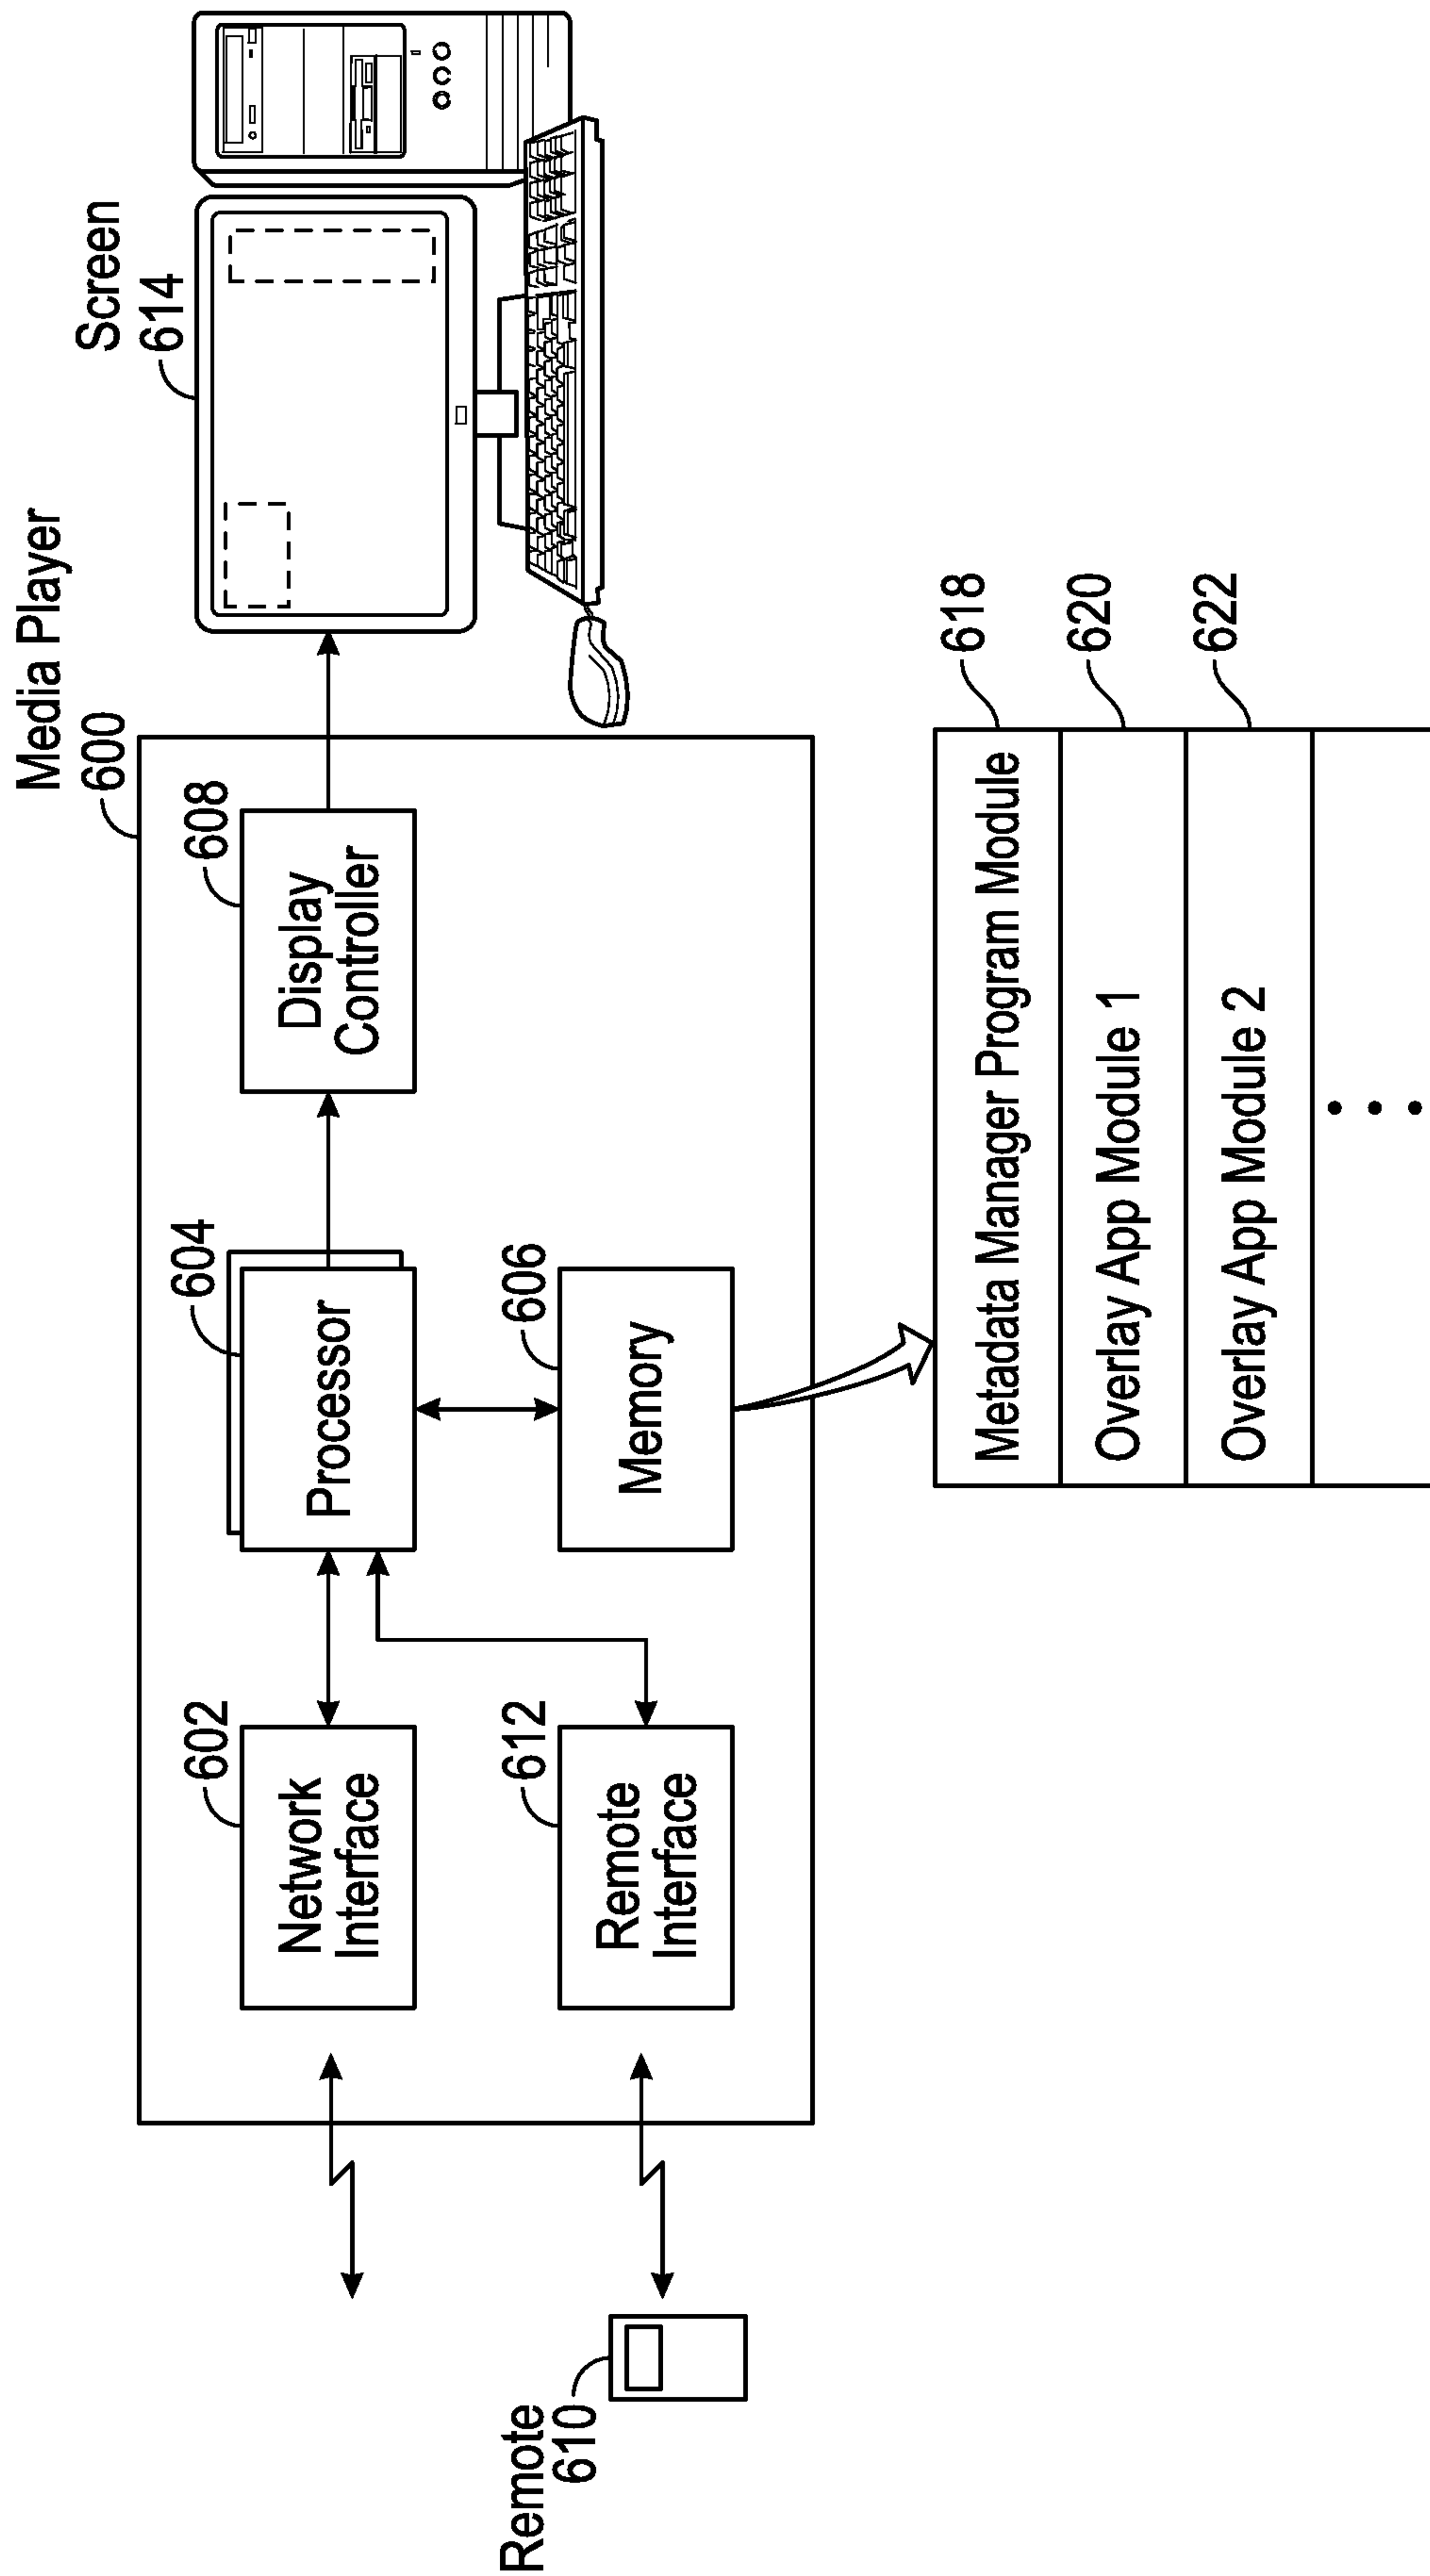 Media Player
600
Screen
614
602
Network
Interface
604
Processor
608
Display
Controller
612
Remote
Interface
606
Memory
Remote
610
Metadata Manager Program Module
618
Overlay App Module 1
620
Overlay App Module 2
622